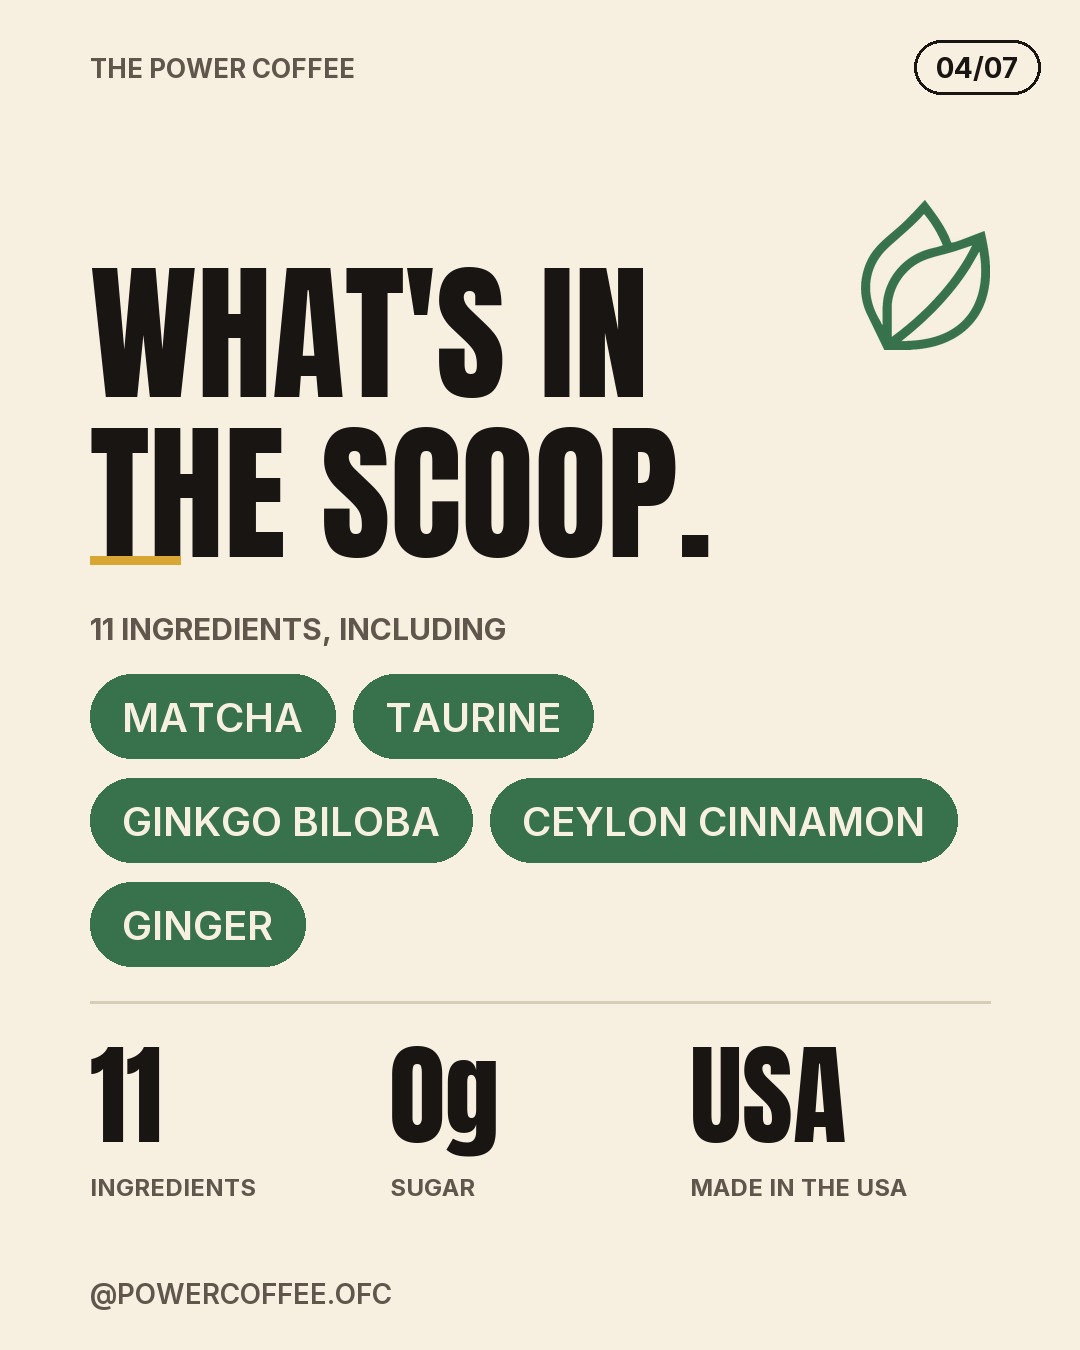 THE POWER COFFEE
04/07
WHAT'S IN
THE SCOOP.
11 INGREDIENTS, INCLUDING
MATCHA TAURINE
GINKGO BILOBA CEYLON CINNAMON
GINGER
11 0g USA
INGREDIENTS SUGAR MADE IN THE USA
@POWERCOFFEE.OFC